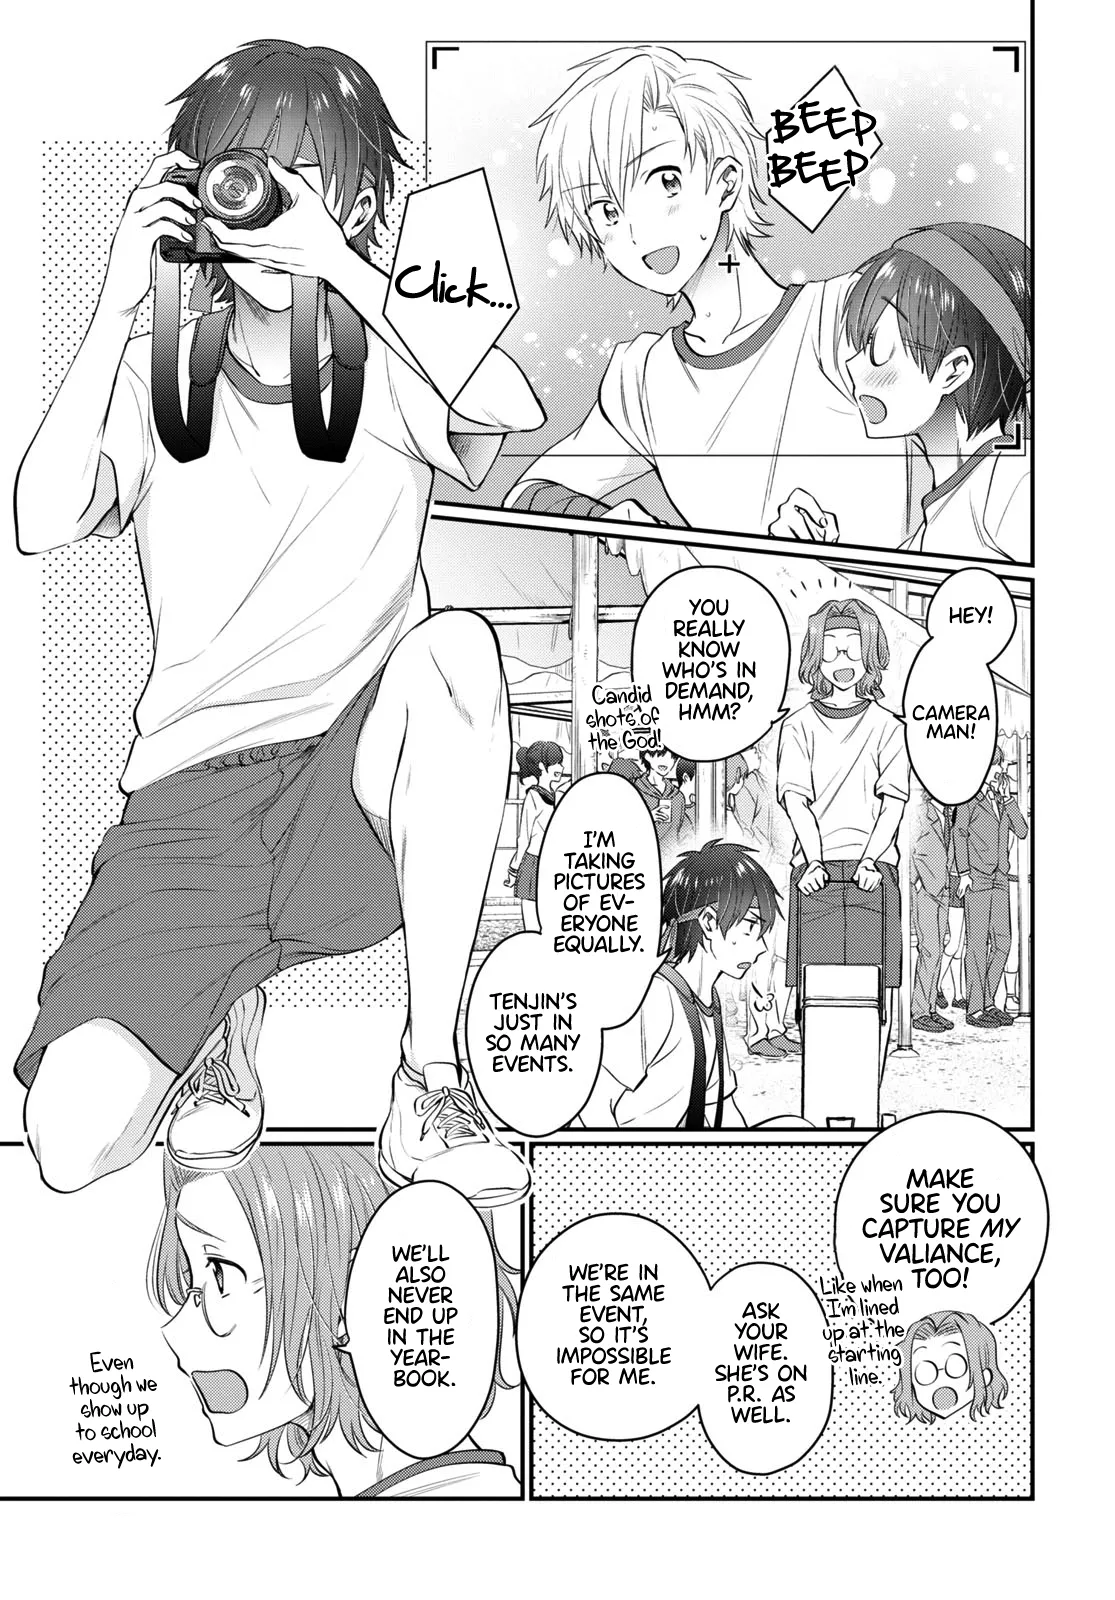 BEEP
BEEP
Click...
HEY!
CAMERA
MAN!
YOU
REALLY
KNOW
WHO'S IN
DEMAND,
HMM?
Candid
shots of
the God!
I'M
TAKING
PICTURES
OF EV-
ERYONE
EQUALLY.
TENJIN'S
JUST IN
SO MANY
EVENTS.
MAKE
SURE YOU
CAPTURE MY
VALIANCE,
TOO!
Like when
I'm lined
up at the
starting
line.
ASK
YOUR
WIFE.
SHE'S ON
P.R. AS
WELL.
WE'RE IN
THE SAME
EVENT,
SO IT'S
IMPOSSIBLE
FOR ME.
WE'LL
ALSO
NEVER
END UP
IN THE
YEAR-
BOOK.
Even
though we
show up
to school
everyday.